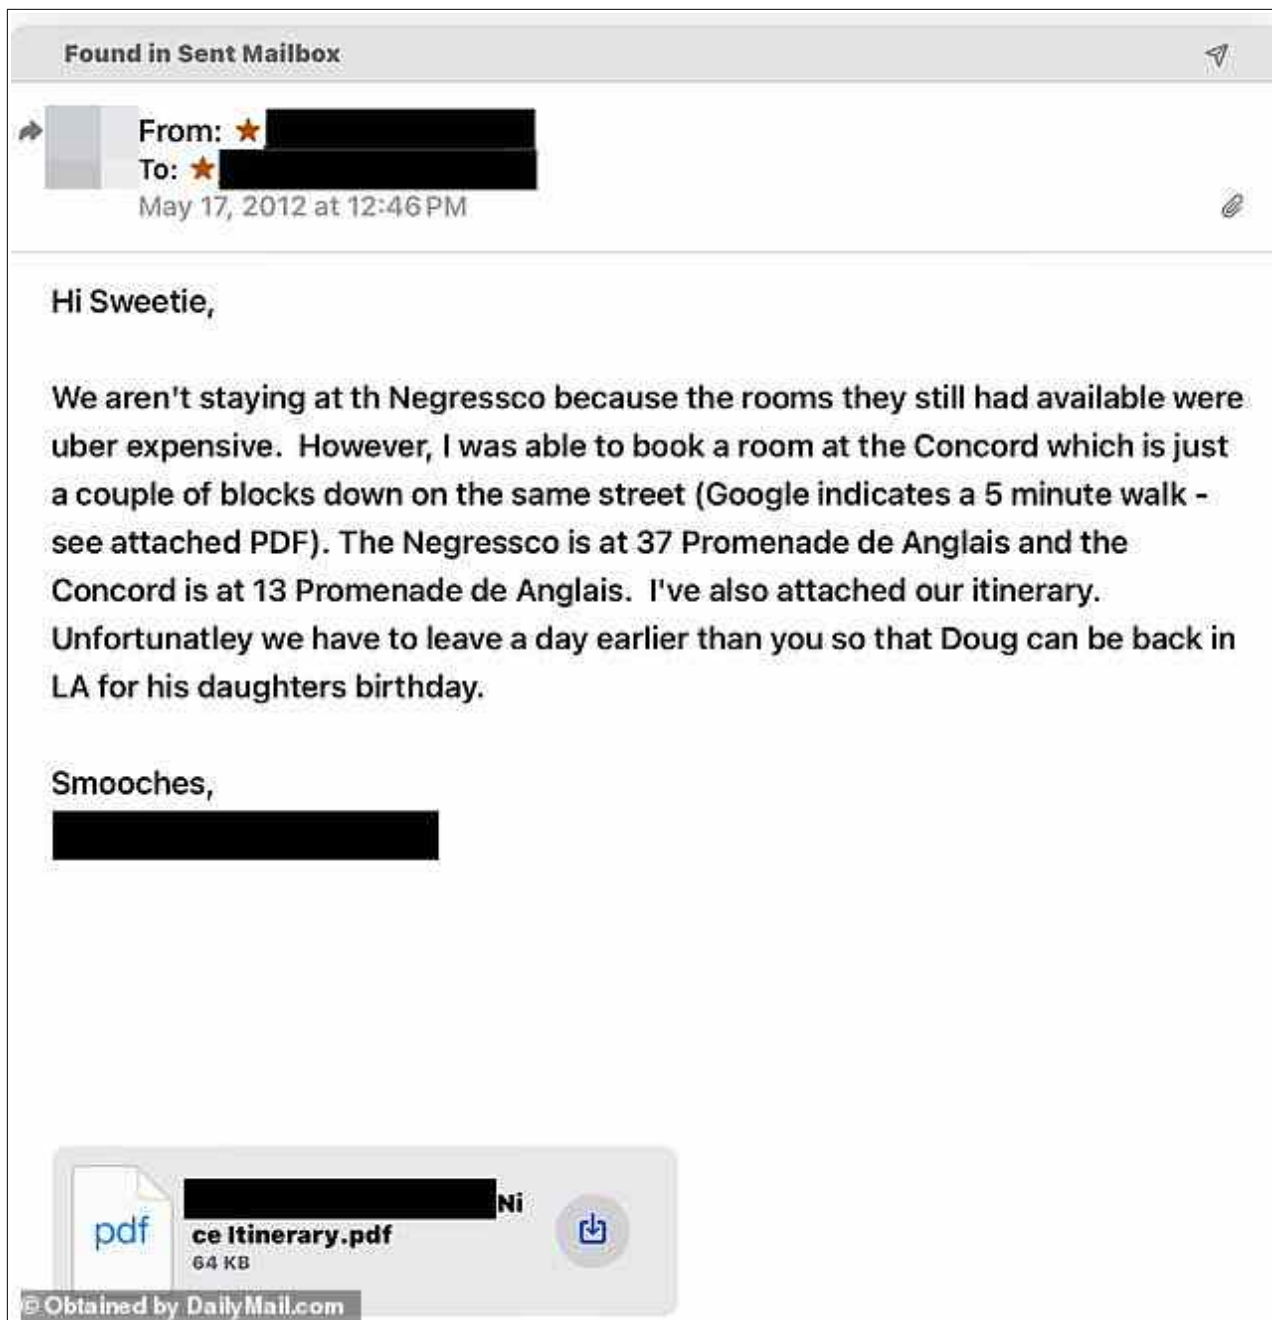 Found in Sent Mailbox
From:
To:
May 17, 2012 at 12:46 PM
Hi Sweetie,
We aren't staying at th Negressco because the rooms they still had available were
uber expensive.  However, I was able to book a room at the Concord which is just
a couple of blocks down on the same street (Google indicates a 5 minute walk -
see attached PDF). The Negressco is at 37 Promenade de Anglais and the
Concord is at 13 Promenade de Anglais.  I've also attached our itinerary.
Unfortunatley we have to leave a day earlier than you so that Doug can be back in
LA for his daughters birthday.
Smooches,
pdf
Ni
ce Itinerary.pdf
64 KB
© Obtained by DailyMail.com